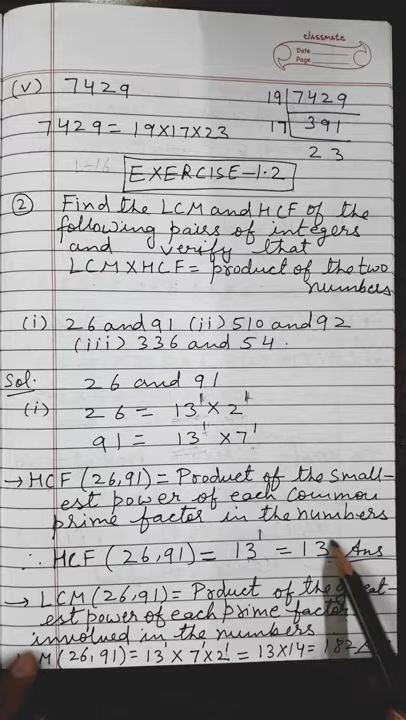 classmate
Date
Page
(v) 7429
19 | 7429
7429 = 19×17×23
17 | 391
23
EXERCISE-1.2
② Find the LCM and HCF of the
following pairs of integers
and verify that
LCM×HCF = product of the two
numbers
(i) 26 and 91 (ii) 510 and 92
(iii) 336 and 54.
Sol. 26 and 91
(i) 26 = 13¹ × 2¹
91 = 13¹ × 7¹
→ HCF (26,91) = Product of the small-
est power of each common
prime factor in the numbers
∴ HCF (26,91) = 13¹ = 13 Ans
→ LCM (26,91) = Prduct of the great-
est power of each prime factor
involved in the numbers
(26,91) = 13¹ × 7¹ × 2¹ = 13×14 = 182